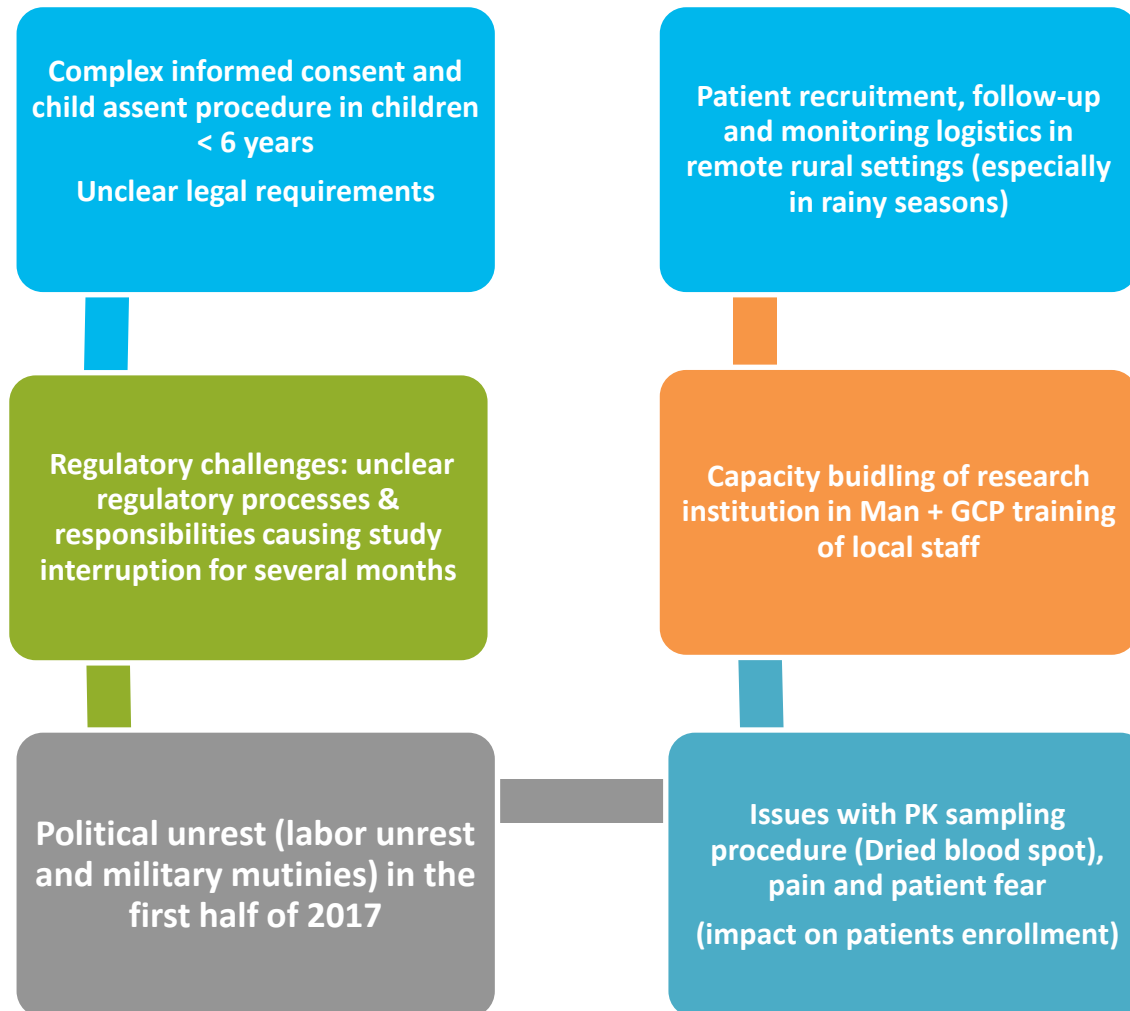 Complex informed consent and
child assent procedure in children
< 6 years
Unclear legal requirements
Regulatory challenges: unclear
regulatory processes &
responsibilities causing study
interruption for several months
Political unrest (labor unrest
and military mutinies) in the
first half of 2017
Issues with PK sampling
procedure (Dried blood spot),
pain and patient fear
(impact on patients enrollment)
Capacity buidling of research
institution in Man + GCP training
of local staff
Patient recruitment, follow-up
and monitoring logistics in
remote rural settings (especially
in rainy seasons)